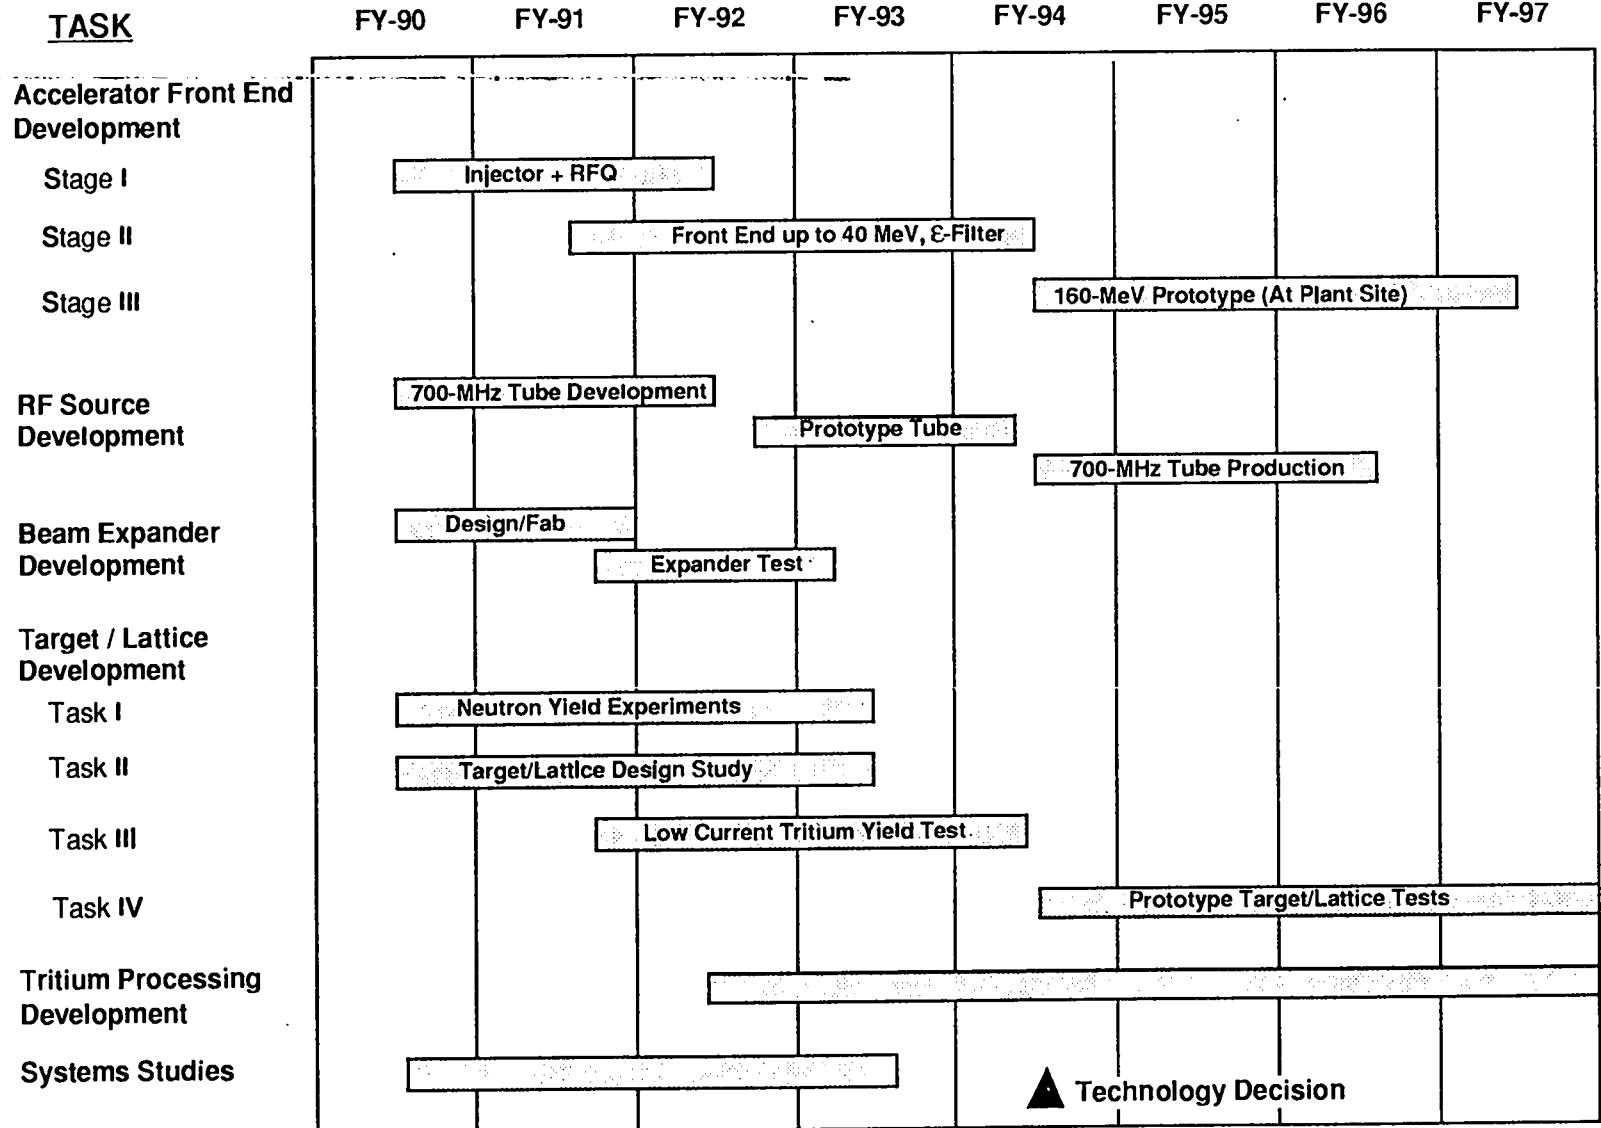 TASK FY-90 FY-91 FY-92 FY-93 FY-94 FY-95 FY-96 FY-97
Accelerator Front End
Development
Stage I Injector + RFQ
Stage II Front End up to 40 MeV, Ɛ-Filter
Stage III 160-MeV Prototype (At Plant Site)
RF Source
Development
700-MHz Tube Development
Prototype Tube
700-MHz Tube Production
Beam Expander
Development
Design/Fab
Expander Test
Target / Lattice
Development
Task I Neutron Yield Experiments
Task II Target/Lattice Design Study
Task III Low Current Tritium Yield Test
Task IV Prototype Target/Lattice Tests
Tritium Processing
Development
Systems Studies
Technology Decision